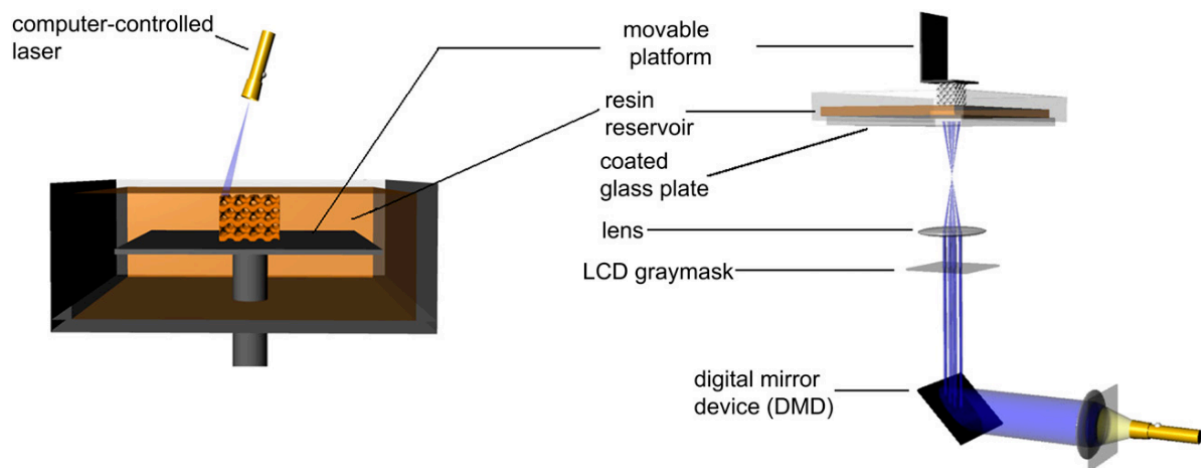 computer-controlled
laser
movable
platform
resin
reservoir
coated
glass plate
lens
LCD graymask
digital mirror
device (DMD)